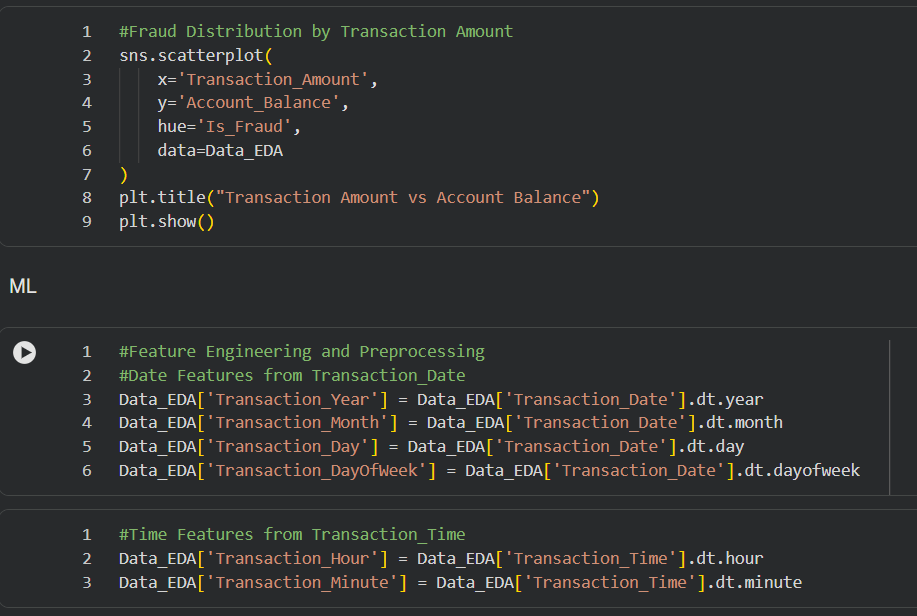 1 #Fraud Distribution by Transaction Amount
2 sns.scatterplot(
3     x='Transaction_Amount',
4     y='Account_Balance',
5     hue='Is_Fraud',
6     data=Data_EDA
7 )
8 plt.title("Transaction Amount vs Account Balance")
9 plt.show()
ML
1 #Feature Engineering and Preprocessing
2 #Date Features from Transaction_Date
3 Data_EDA['Transaction_Year'] = Data_EDA['Transaction_Date'].dt.year
4 Data_EDA['Transaction_Month'] = Data_EDA['Transaction_Date'].dt.month
5 Data_EDA['Transaction_Day'] = Data_EDA['Transaction_Date'].dt.day
6 Data_EDA['Transaction_DayOfWeek'] = Data_EDA['Transaction_Date'].dt.dayofweek
1 #Time Features from Transaction_Time
2 Data_EDA['Transaction_Hour'] = Data_EDA['Transaction_Time'].dt.hour
3 Data_EDA['Transaction_Minute'] = Data_EDA['Transaction_Time'].dt.minute